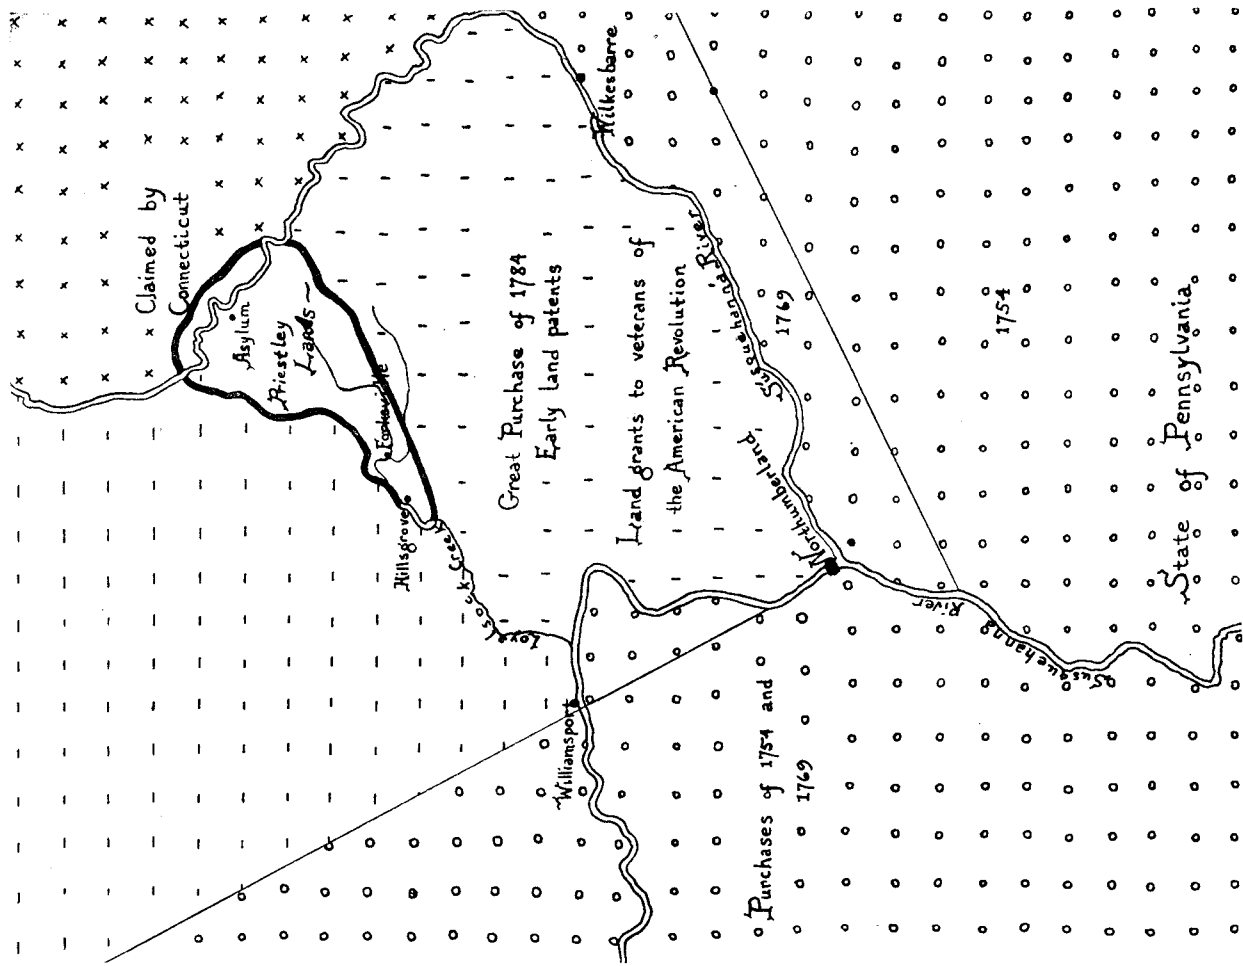 Claimed by
Connecticut
Asylum
Priestley
Lands
Forksville
Hillsgrove
Great Purchase of 1784
Early land patents
Land grants to veterans of
the American Revolution
Wilkesbarre
Susquehanna River
1769
1754
Northumberland
Loyalsock Creek
Williamsport
Purchases of 1754 and
1769
Susquehanna River
State of Pennsylvania